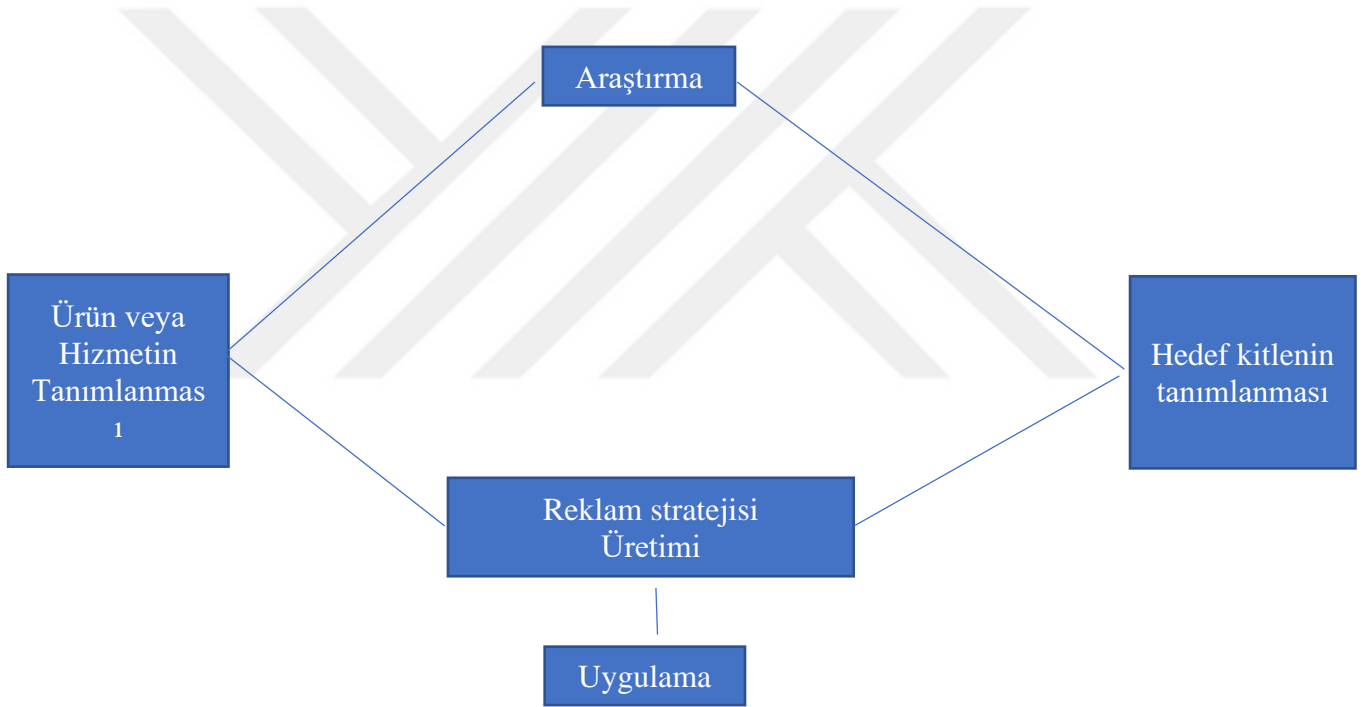 Araştırma
Ürün veya
Hizmetin
Tanımlanmas
ı
Hedef kitlenin
tanımlanması
Reklam stratejisi
Üretimi
Uygulama